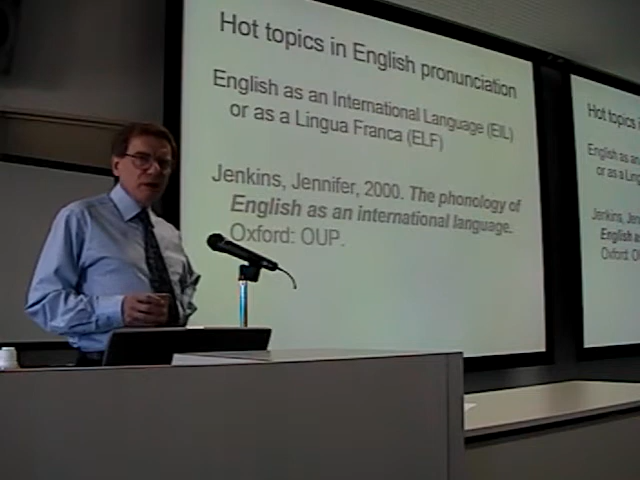 Hot topics in English pronunciation
English as an International Language (EIL)
or as a Lingua Franca (ELF)
Jenkins, Jennifer, 2000. The phonology of
English as an international language.
Oxford: OUP.
Hot topics
English as an
or as a Ling
Jenkins, Jen
English as
Oxford: O